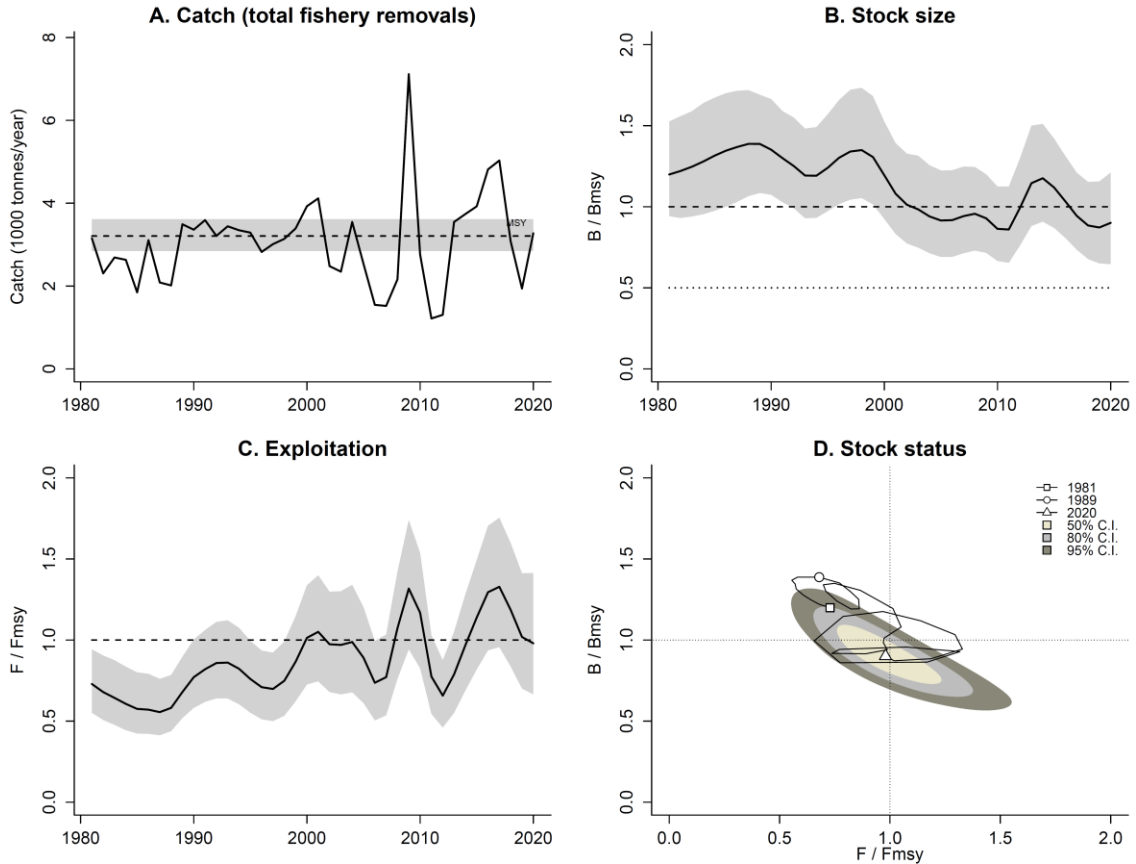 A. Catch (total fishery removals)
Catch (1000 tonnes/year)
8
6
4
2
0
MSY
1980 1990 2000 2010 2020
B. Stock size
B / Bmsy
2.0
1.5
1.0
0.5
0.0
1980 1990 2000 2010 2020
C. Exploitation
F / Fmsy
2.0
1.5
1.0
0.5
0.0
1980 1990 2000 2010 2020
D. Stock status
B / Bmsy
2.0
1.5
1.0
0.5
0.0
1981
1989
2020
50% C.I.
80% C.I.
95% C.I.
0.0 0.5 1.0 1.5 2.0
F / Fmsy